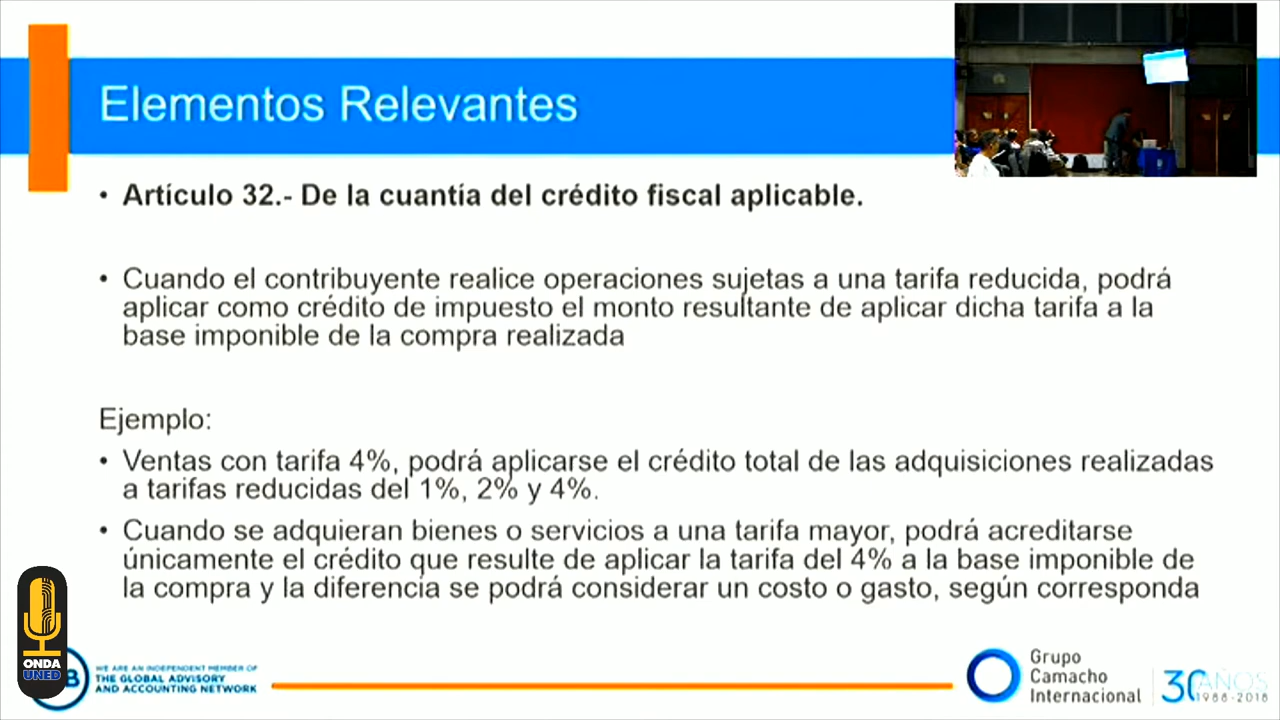 Elementos Relevantes
• Artículo 32.- De la cuantía del crédito fiscal aplicable.
• Cuando el contribuyente realice operaciones sujetas a una tarifa reducida, podrá
aplicar como crédito de impuesto el monto resultante de aplicar dicha tarifa a la
base imponible de la compra realizada
Ejemplo:
• Ventas con tarifa 4%, podrá aplicarse el crédito total de las adquisiciones realizadas
a tarifas reducidas del 1%, 2% y 4%.
• Cuando se adquieran bienes o servicios a una tarifa mayor, podrá acreditarse
únicamente el crédito que resulte de aplicar la tarifa del 4% a la base imponible de
la compra y la diferencia se podrá considerar un costo o gasto, según corresponda
ONDA
UNED
B
WE ARE AN INDEPENDENT MEMBER OF
THE GLOBAL ADVISORY
AND ACCOUNTING NETWORK
Grupo
Camacho
Internacional
30 AÑOS
1988-2018